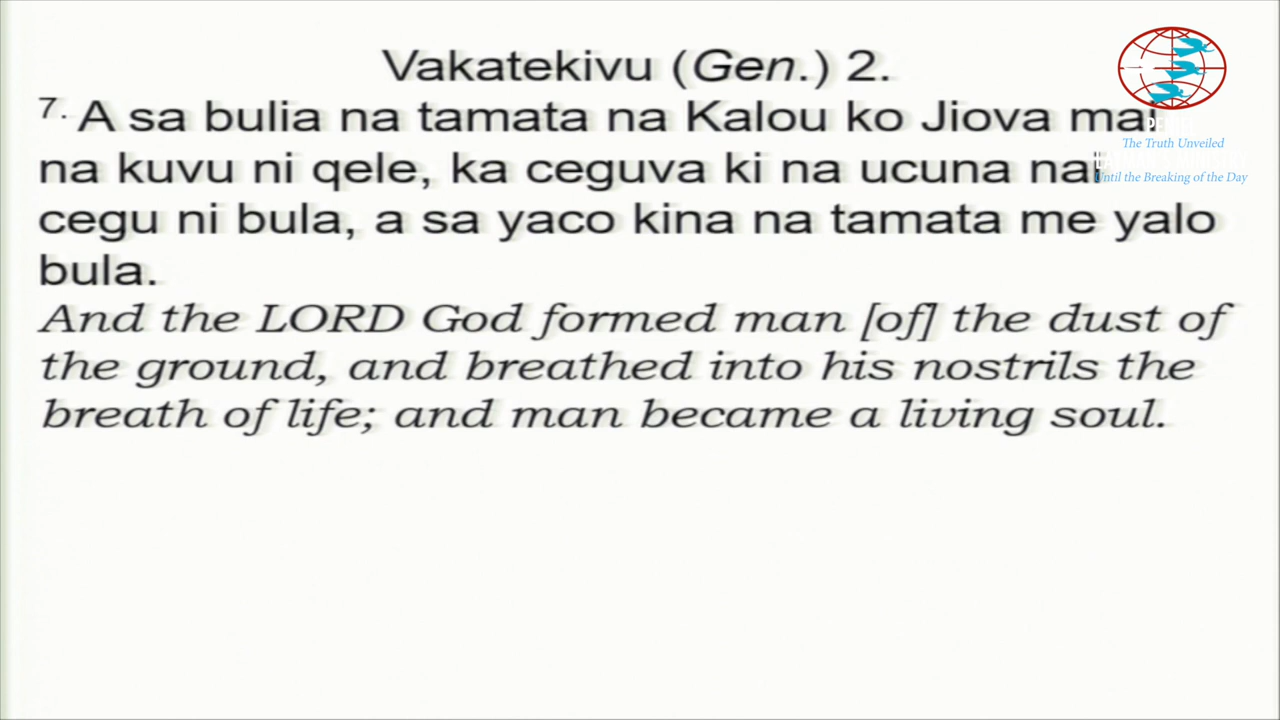 Vakatekivu (Gen.) 2.
7. A sa bulia na tamata na Kalou ko Jiova mai
na kuvu ni qele, ka ceguva ki na ucuna nai
cegu ni bula, a sa yaco kina na tamata me yalo
bula.
And the LORD God formed man [of] the dust of
the ground, and breathed into his nostrils the
breath of life; and man became a living soul.
The Truth Unveiled
Until the Breaking of the Day